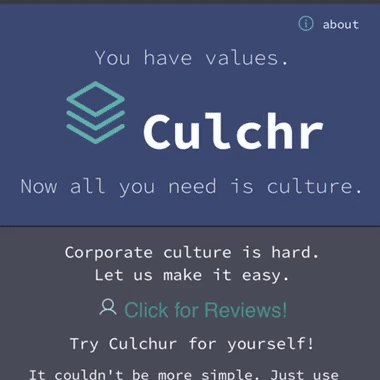 about
You have values.
Culchr
Now all you need is culture.
Corporate culture is hard.
Let us make it easy.
Click for Reviews!
Try Culchur for yourself!
It couldn't be more simple. Just use